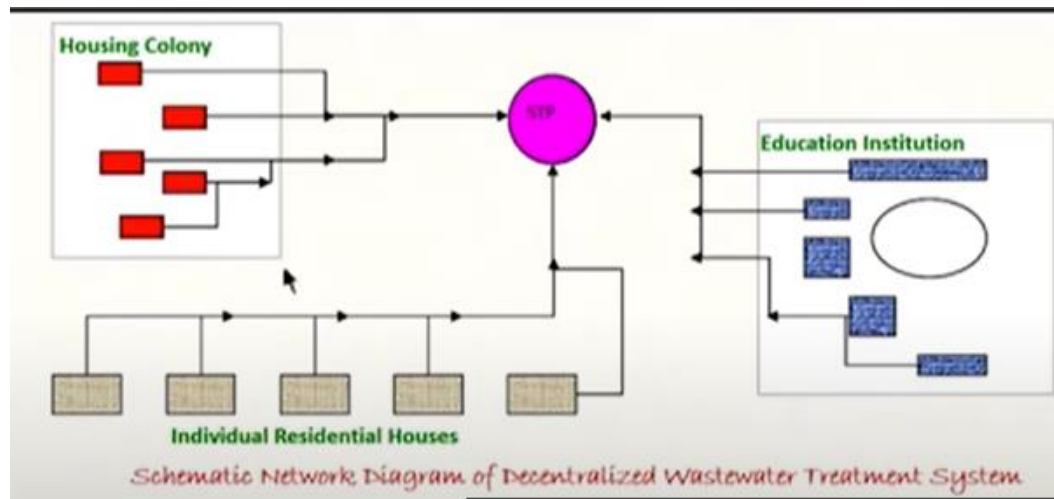 Housing Colony
STP
Education Institution
Individual Residential Houses
Schematic Network Diagram of Decentralized Wastewater Treatment System